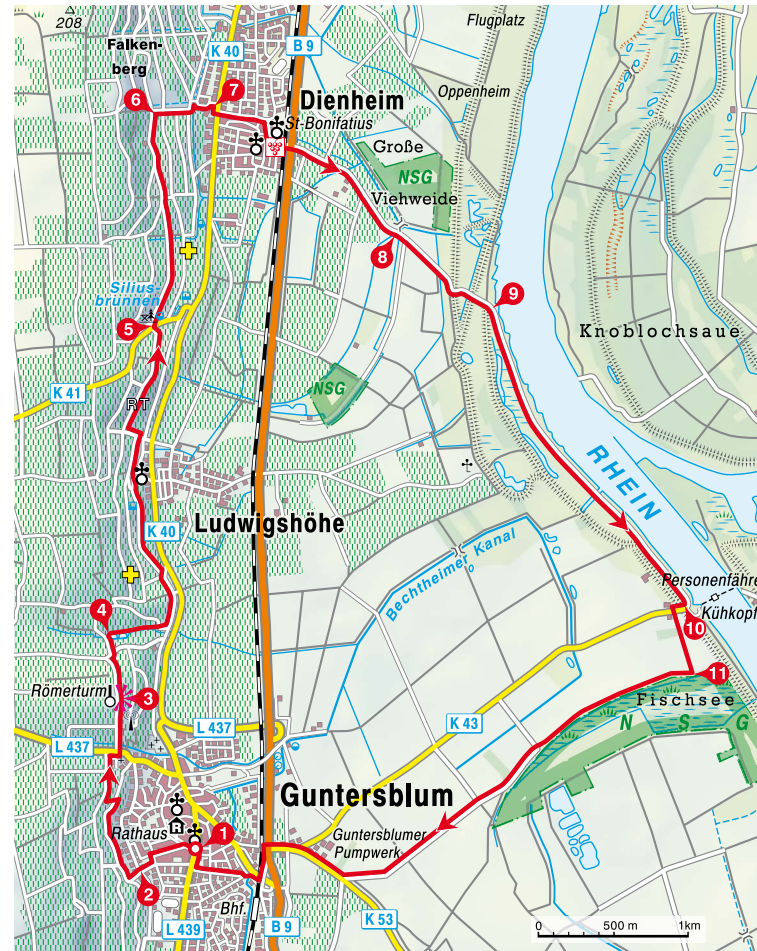 208
Falken-
berg
K 40
B 9
Flugplatz
Oppenheim
6
7
Dienheim
St-Bonifatius
Große
NSG
Viehweide
8
9
Silius-
brunnen
5
Knoblochsaue
NSG
K 41
RT
RHEIN
Ludwigshöhe
K 40
Bechtheimer Kanal
Personenfähre
Kühkopf
4
10
11
Römerturm
3
Fischsee
N S G
L 437
L 437
K 43
Guntersblum
Rathaus
1
Guntersblumer
Pumpwerk
2
Bhf.
L 439
B 9
K 53
0 500 m 1km